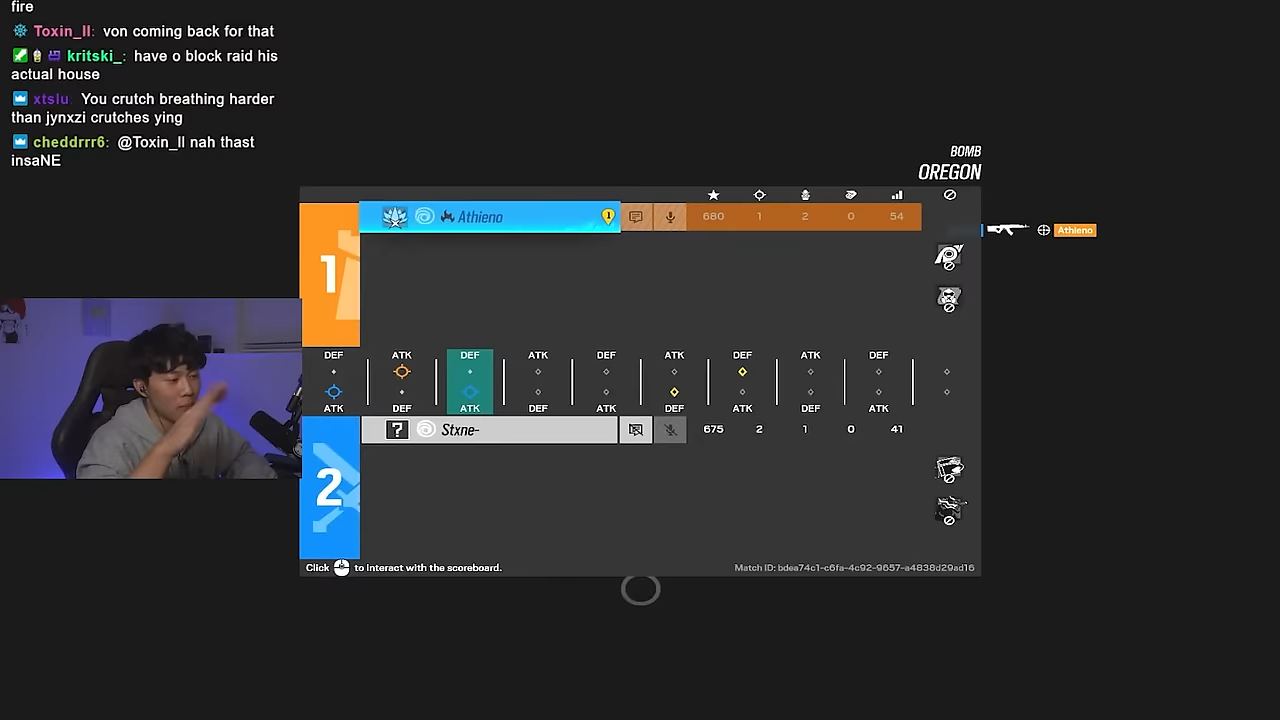 fire
Toxin_ll: von coming back for that
kritski_: have o block raid his
actual house
xtslu: You crutch breathing harder
than jynxzi crutches ying
cheddrrr6: @Toxin_ll nah thast
insaNE
BOMB
OREGON
1
Athieno
1
680 1 2 0 54
Athieno
DEF ATK DEF ATK DEF ATK DEF ATK DEF
ATK DEF ATK DEF ATK DEF ATK DEF ATK
2
?
Stxne-
675 2 1 0 41
Click to interact with the scoreboard.
Match ID: bdea74c1-c6fa-4c92-9657-a4838d29ad16